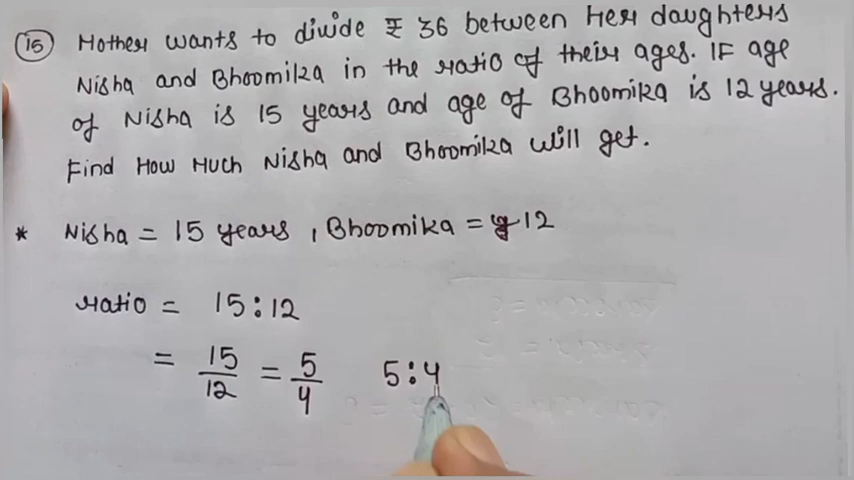 15 Mother wants to divide ₹ 36 between Her daughters
Nisha and Bhoomika in the ratio of their ages. If age
of Nisha is 15 years and age of Bhoomika is 12 years.
Find How Much Nisha and Bhoomika will get.
* Nisha = 15 years, Bhoomika = 12
ratio = 15:12
= 15/12 = 5/4 5:4